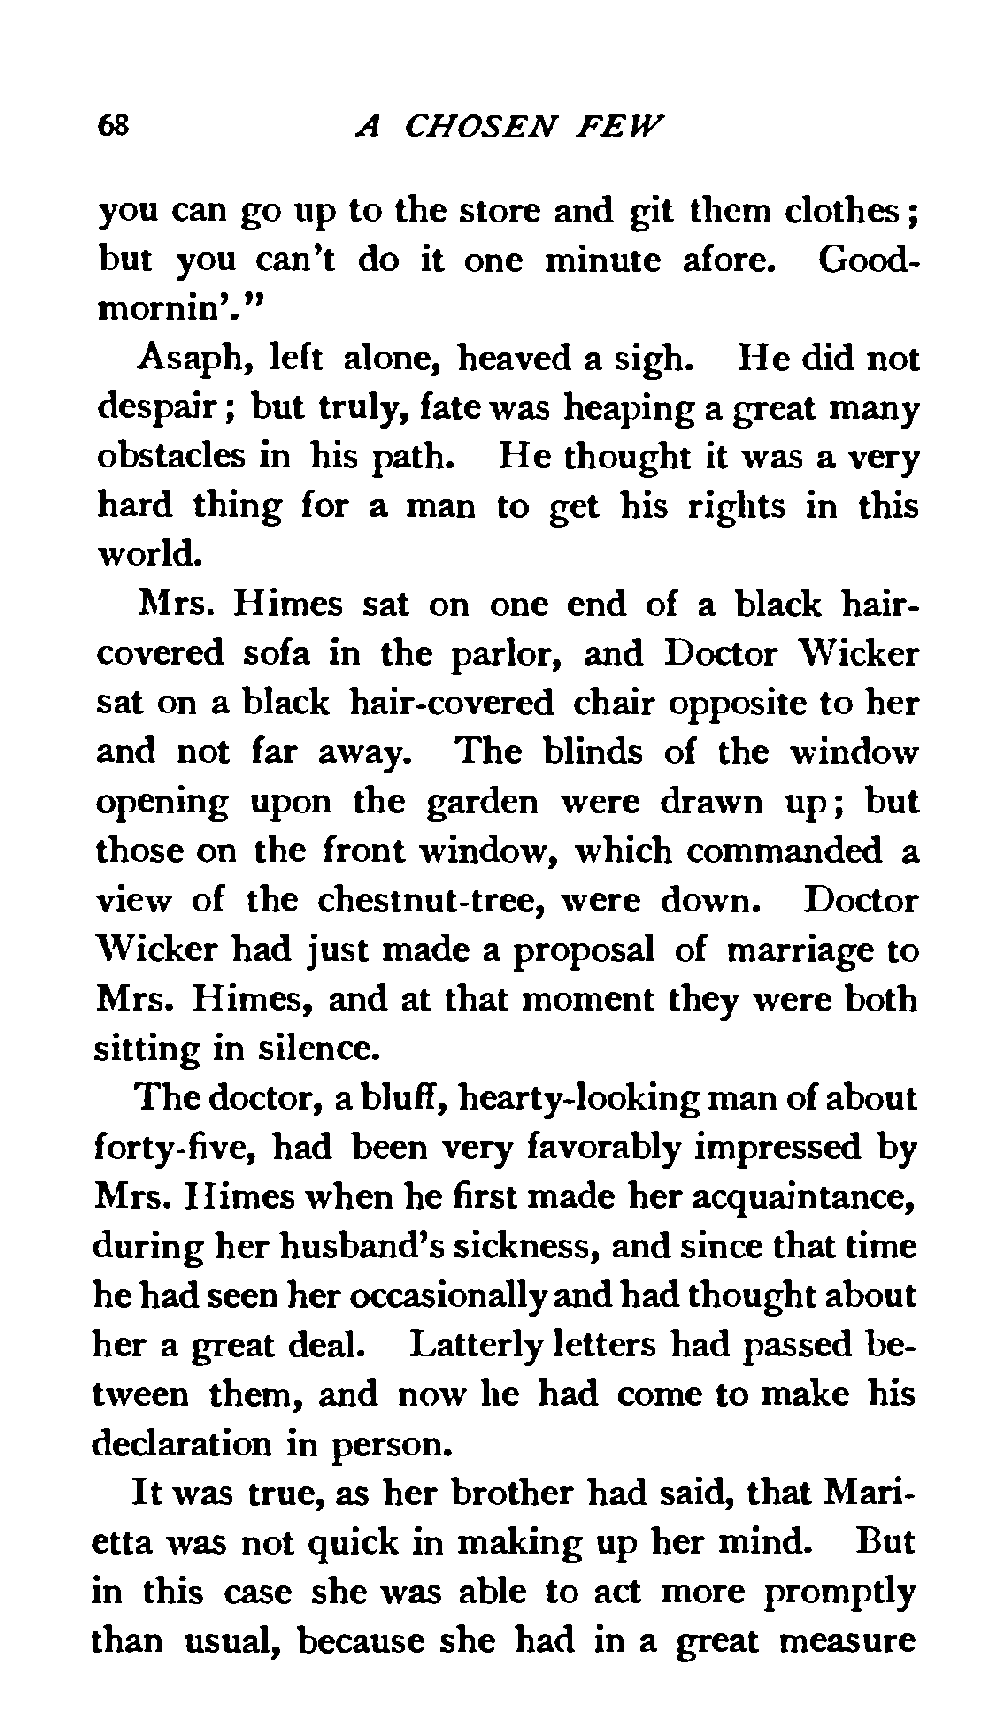 68 A CHOSEN FEW
you can go up to the store and git them clothes;
but you can't do it one minute afore. Good-
mornin'."
Asaph, left alone, heaved a sigh. He did not
despair; but truly, fate was heaping a great many
obstacles in his path. He thought it was a very
hard thing for a man to get his rights in this
world.
Mrs. Himes sat on one end of a black hair-
covered sofa in the parlor, and Doctor Wicker
sat on a black hair-covered chair opposite to her
and not far away. The blinds of the window
opening upon the garden were drawn up; but
those on the front window, which commanded a
view of the chestnut-tree, were down. Doctor
Wicker had just made a proposal of marriage to
Mrs. Himes, and at that moment they were both
sitting in silence.
The doctor, a bluff, hearty-looking man of about
forty-five, had been very favorably impressed by
Mrs. Himes when he first made her acquaintance,
during her husband's sickness, and since that time
he had seen her occasionally and had thought about
her a great deal. Latterly letters had passed be-
tween them, and now he had come to make his
declaration in person.
It was true, as her brother had said, that Mari-
etta was not quick in making up her mind. But
in this case she was able to act more promptly
than usual, because she had in a great measure